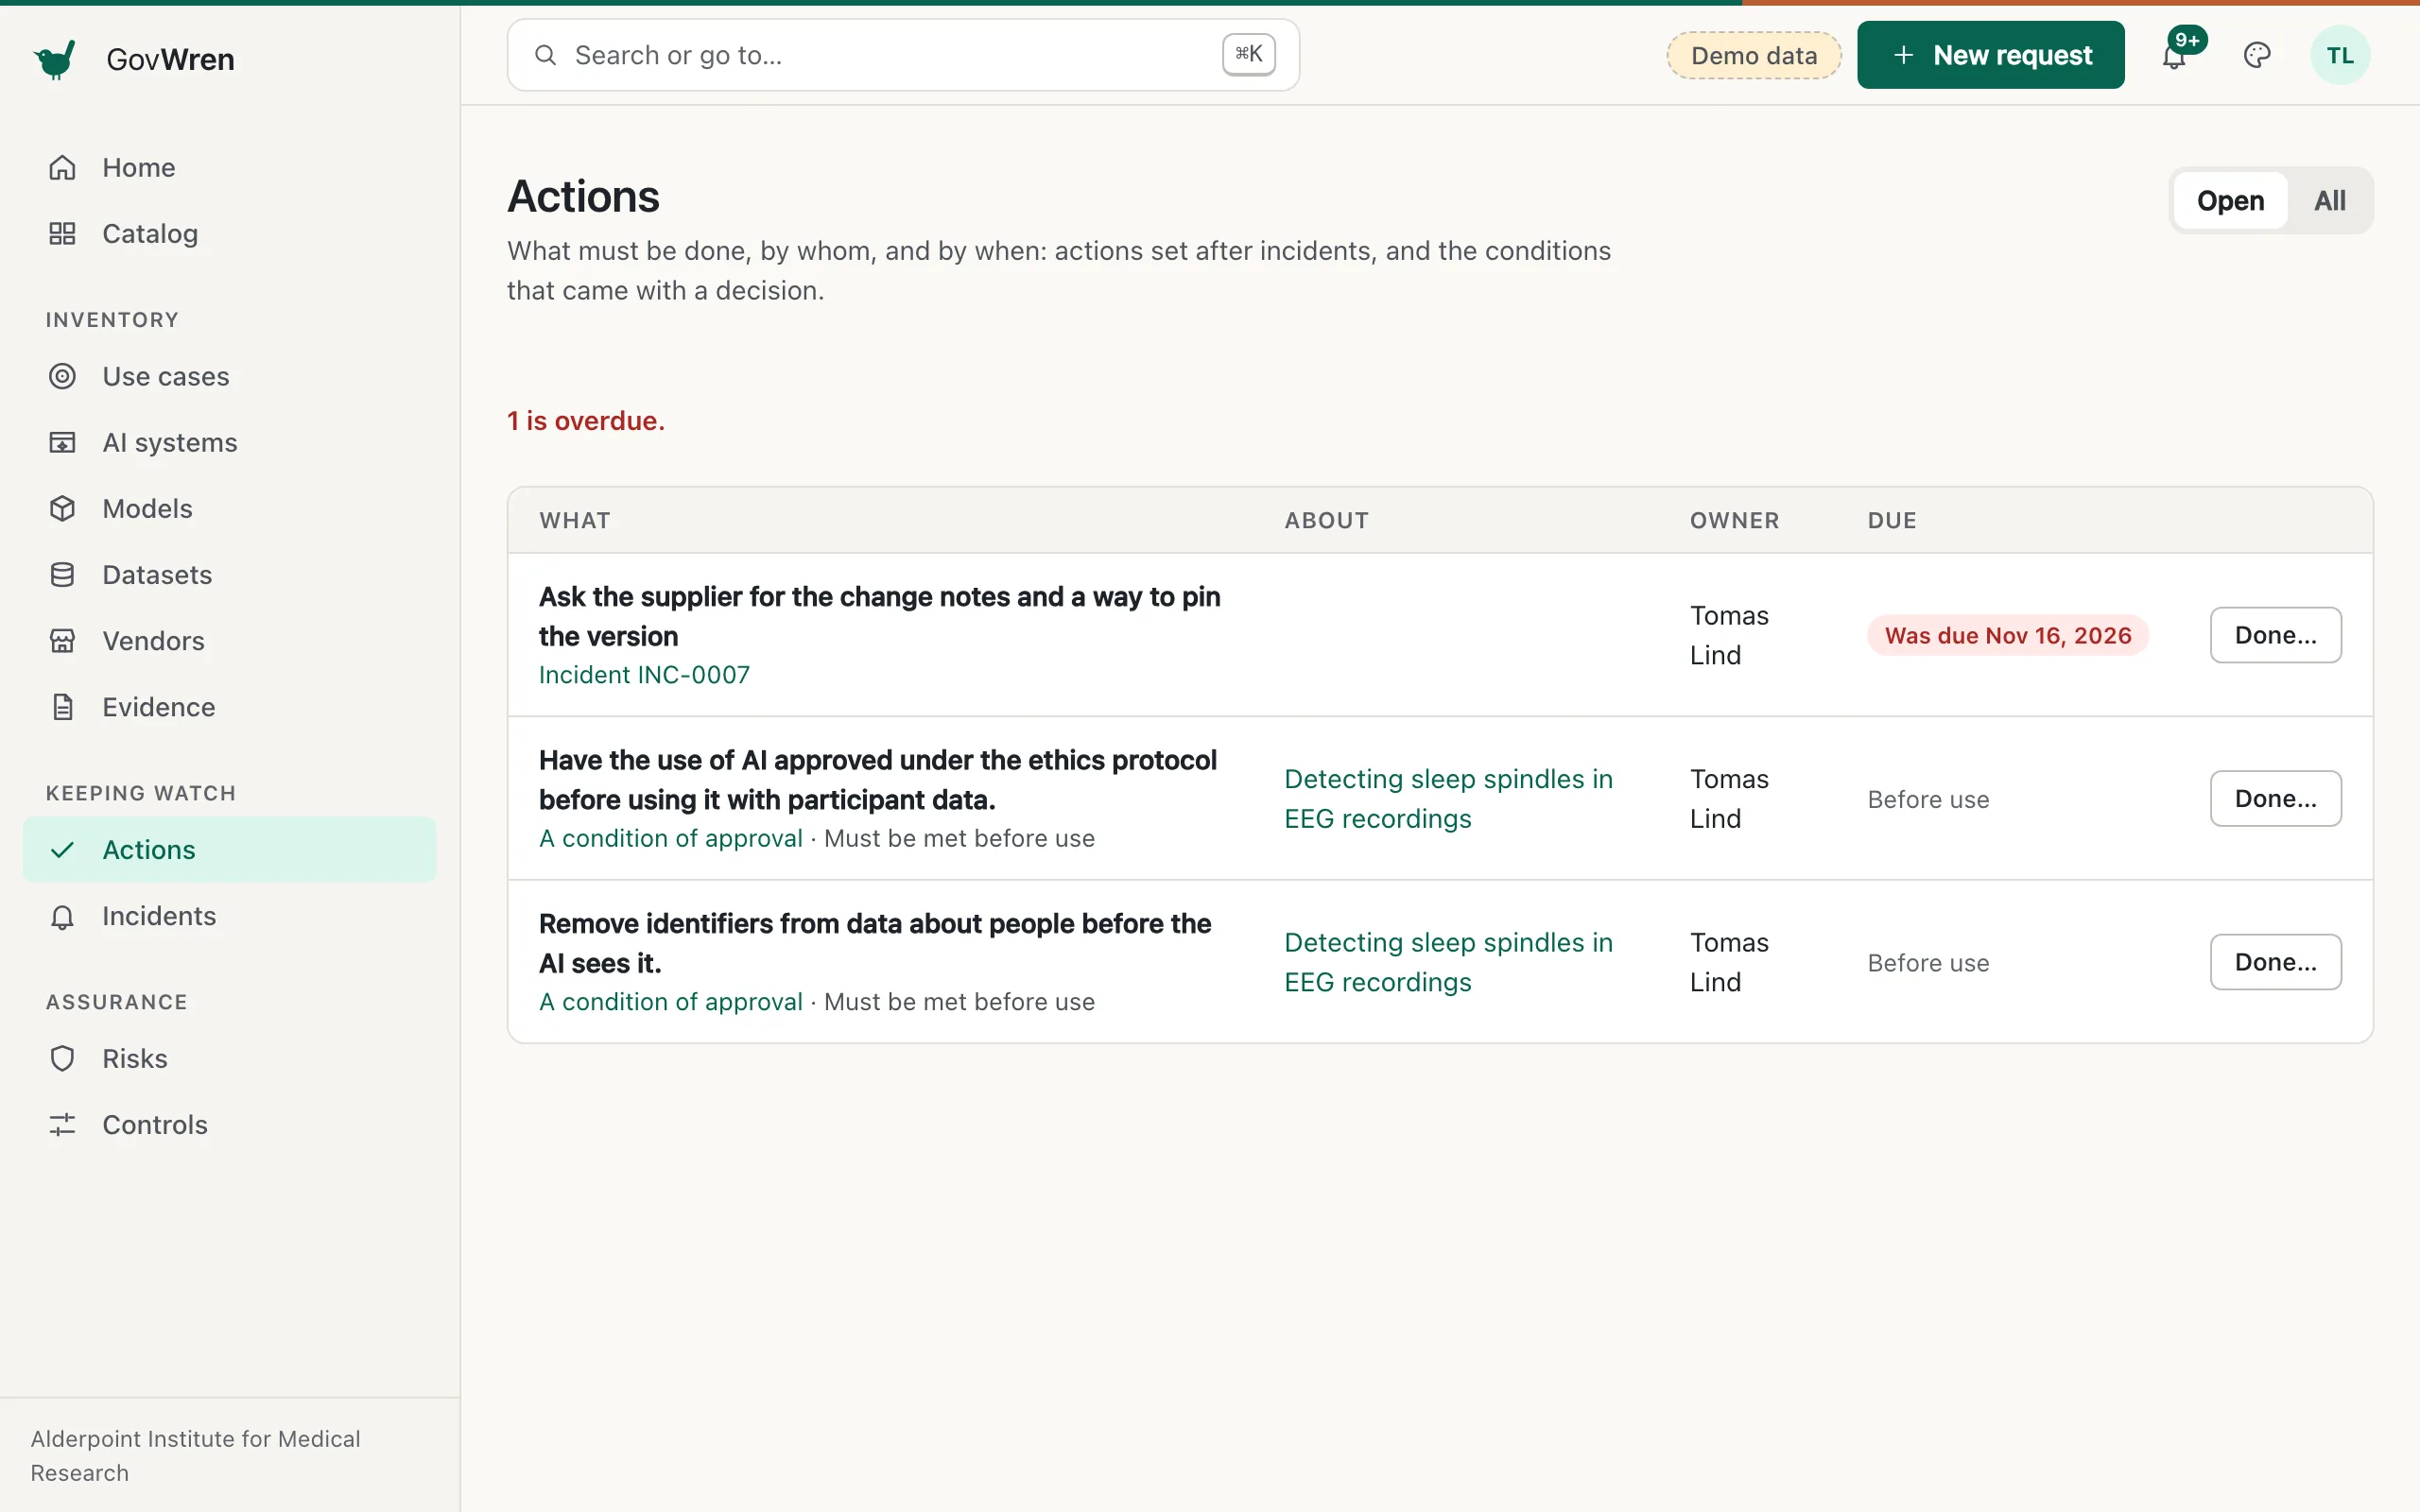 GovWren
Search or go to...
⌘K
Demo data
New request
9+
TL
Home
Catalog
INVENTORY
Use cases
AI systems
Models
Datasets
Vendors
Evidence
KEEPING WATCH
Actions
Incidents
ASSURANCE
Risks
Controls
Alderpoint Institute for Medical
Research
Actions
What must be done, by whom, and by when: actions set after incidents, and the conditions
that came with a decision.
Open
All
1 is overdue.
WHAT
ABOUT
OWNER
DUE
Ask the supplier for the change notes and a way to pin
the version
Incident INC-0007
Tomas
Lind
Was due Nov 16, 2026
Done...
Have the use of AI approved under the ethics protocol
before using it with participant data.
A condition of approval · Must be met before use
Detecting sleep spindles in
EEG recordings
Tomas
Lind
Before use
Done...
Remove identifiers from data about people before the
AI sees it.
A condition of approval · Must be met before use
Detecting sleep spindles in
EEG recordings
Tomas
Lind
Before use
Done...